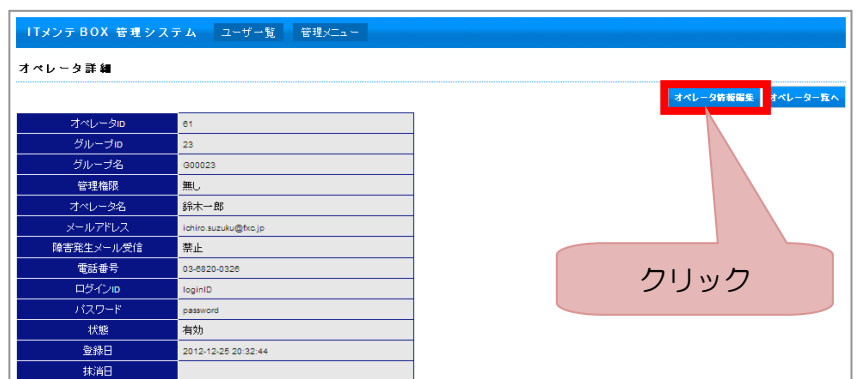 ITメンテBOX 管理システム ユーザー覧 管理メニュー
オペレータ詳細
オペレータ情報編集 オペレーター覧へ
オペレータID 61
グループID 23
グループ名 G00023
管理権限 無し
オペレータ名 鈴木一郎
メールアドレス ichiro.suzuku@fxc.jp
障害発生メール受信 禁止
電話番号 03-6820-0326
ログインID loginID
パスワード password
状態 有効
登録日 2012-12-25 20:32:44
抹消日
クリック